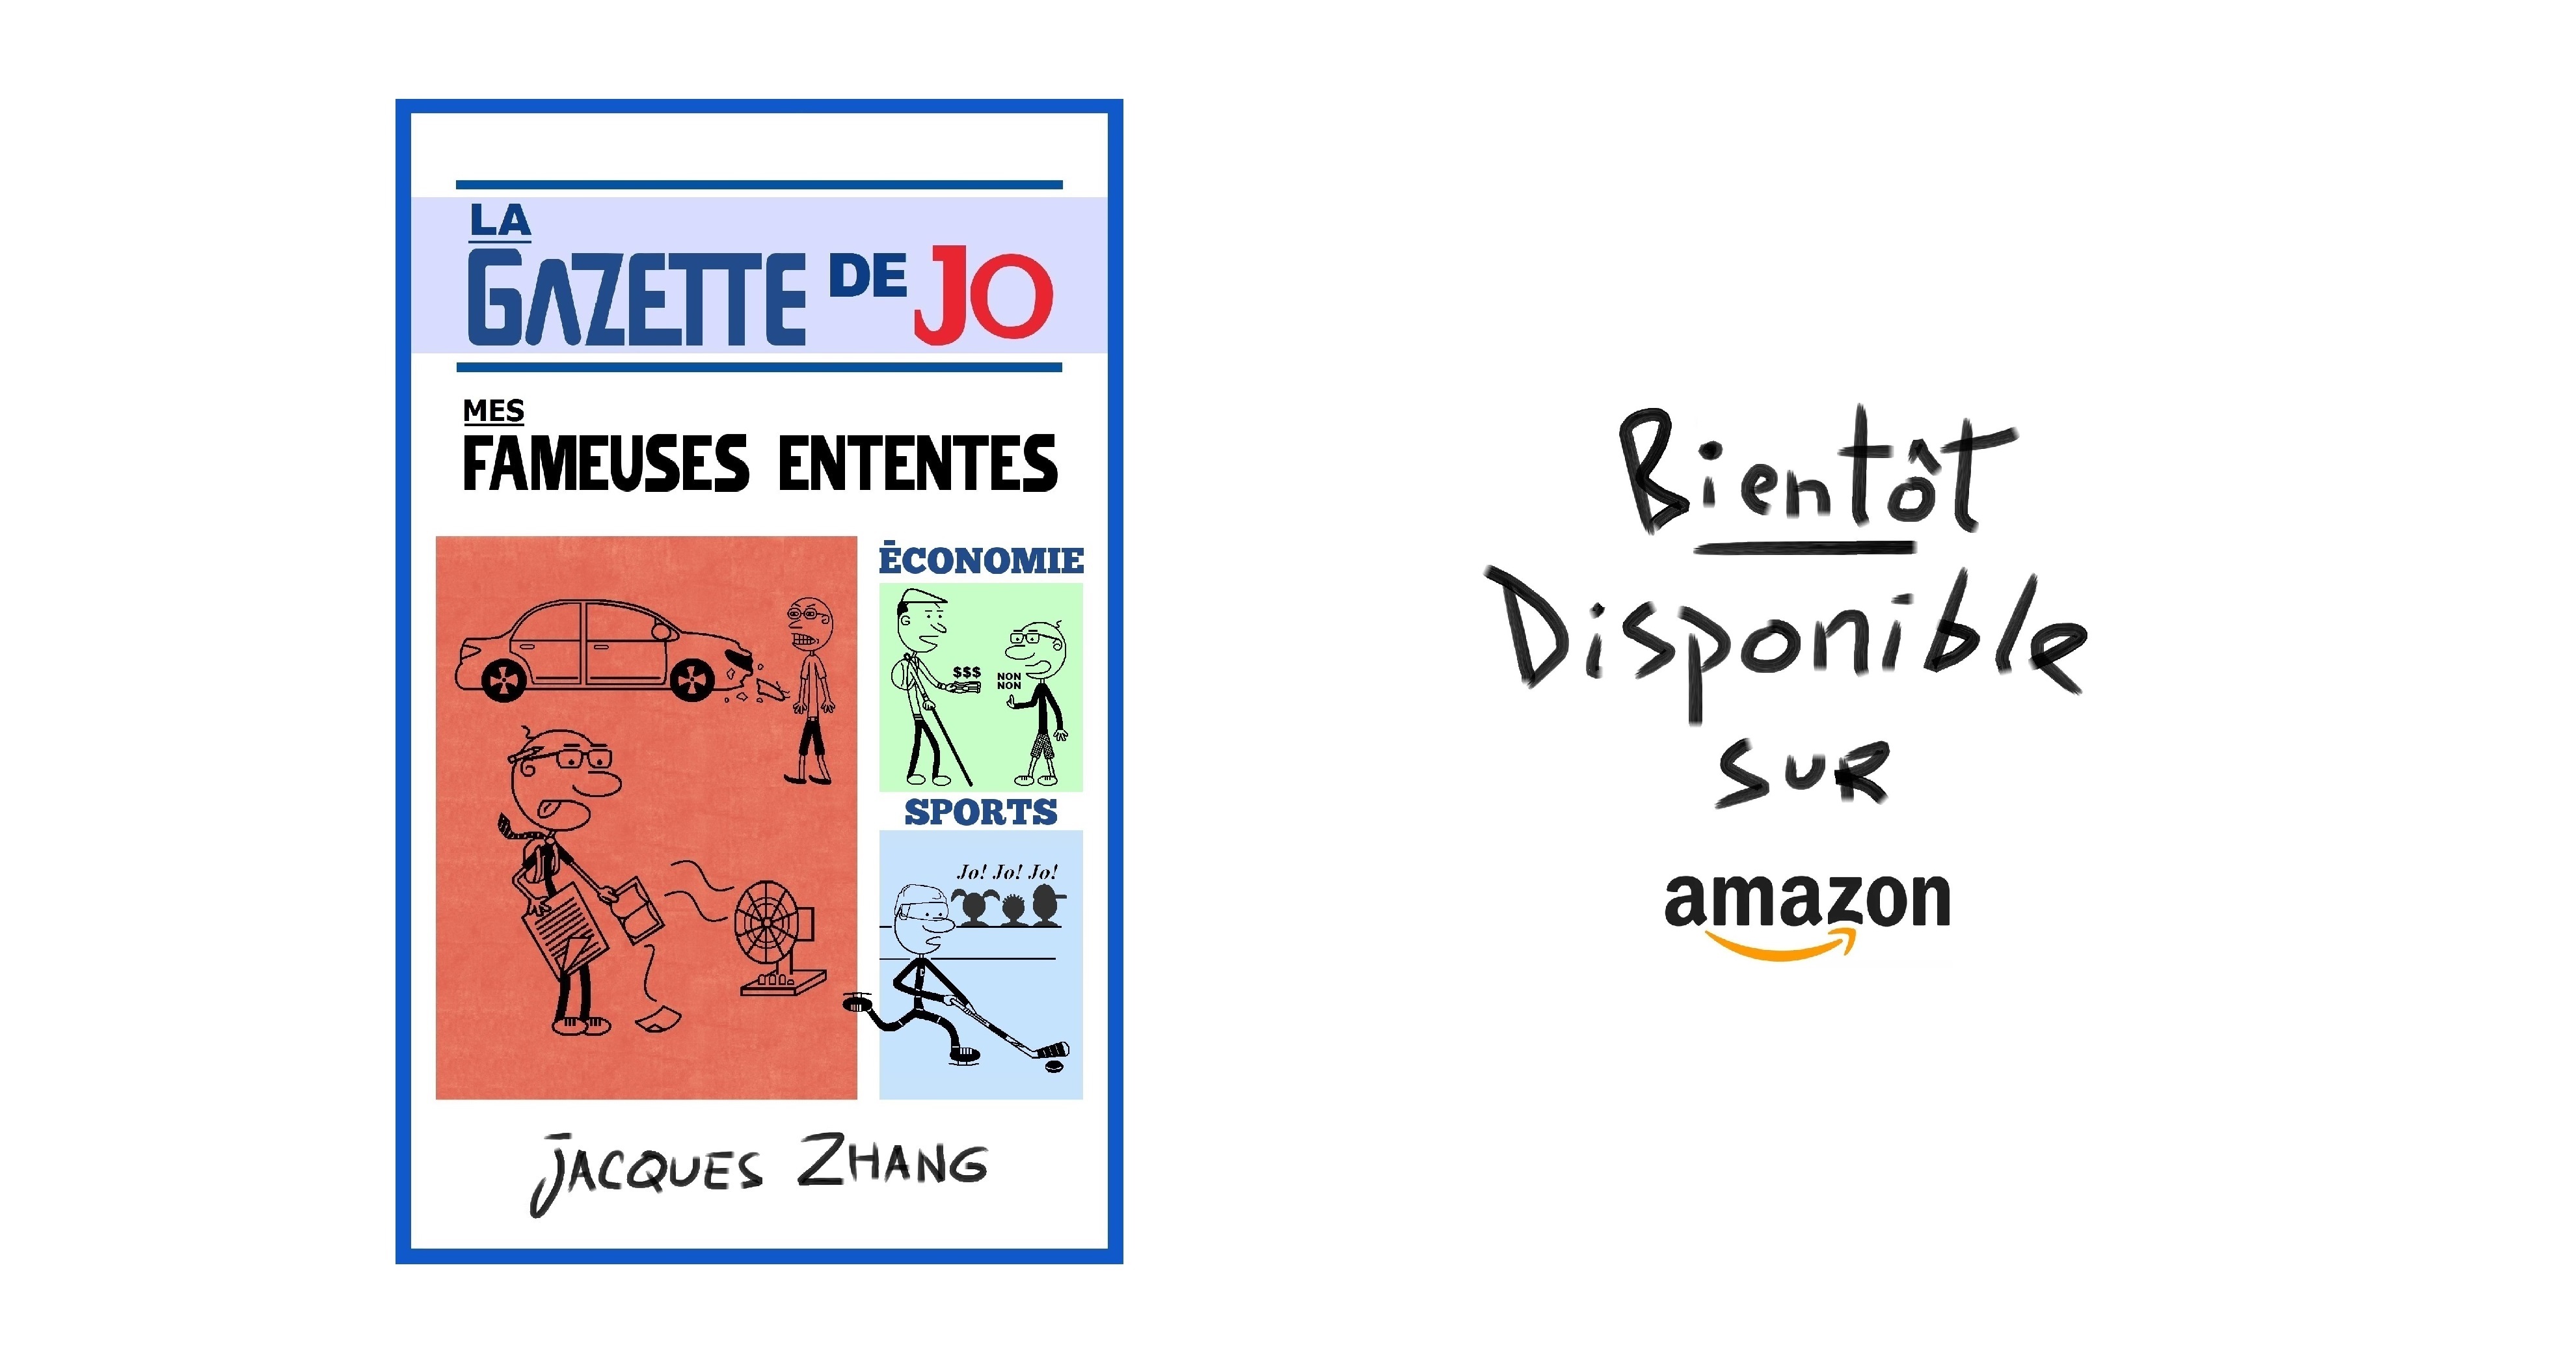 LA
GAZETTE DE JO
MES
FAMEUSES ENTENTES
ÉCONOMIE
$$$
NON
NON
SPORTS
Jo! Jo! Jo!
JACQUES ZHANG
Bientôt
Disponible
SUR
amazon